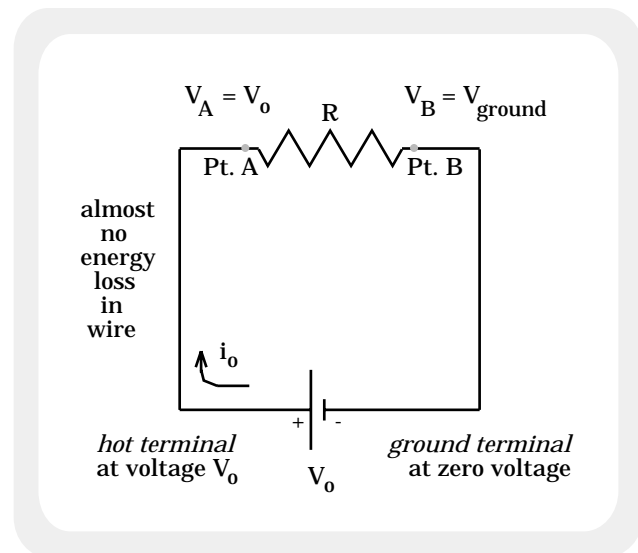 V_A = V_o
V_B = V_ground
R
Pt. A
Pt. B
almost
no
energy
loss
in
wire
i_o
+ -
hot terminal
at voltage V_o
V_o
ground terminal
at zero voltage